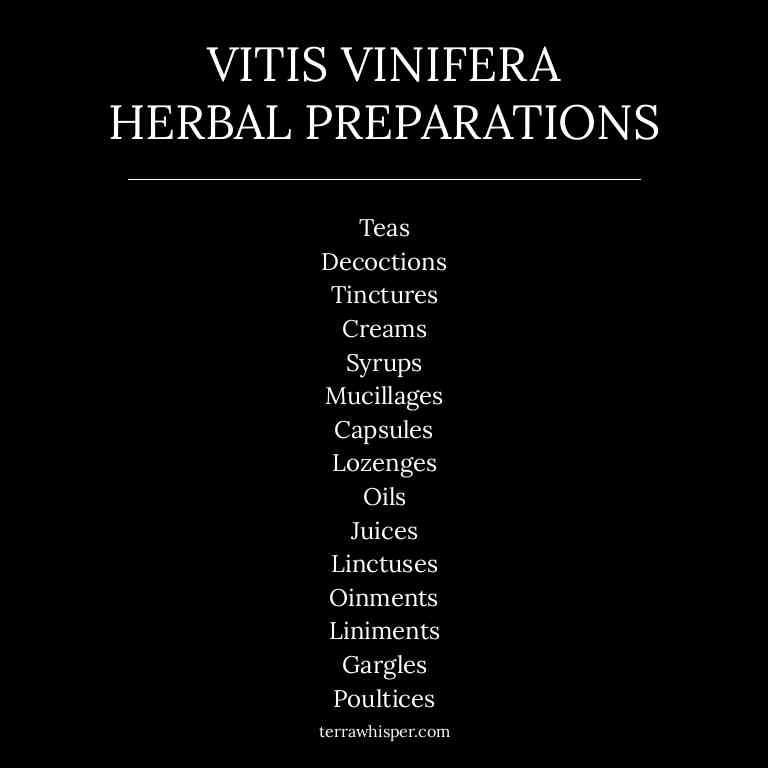 VITIS VINIFERA
HERBAL PREPARATIONS
Teas
Decoctions
Tinctures
Creams
Syrups
Mucillages
Capsules
Lozenges
Oils
Juices
Linctuses
Oinments
Liniments
Gargles
Poultices
terrawhisper.com